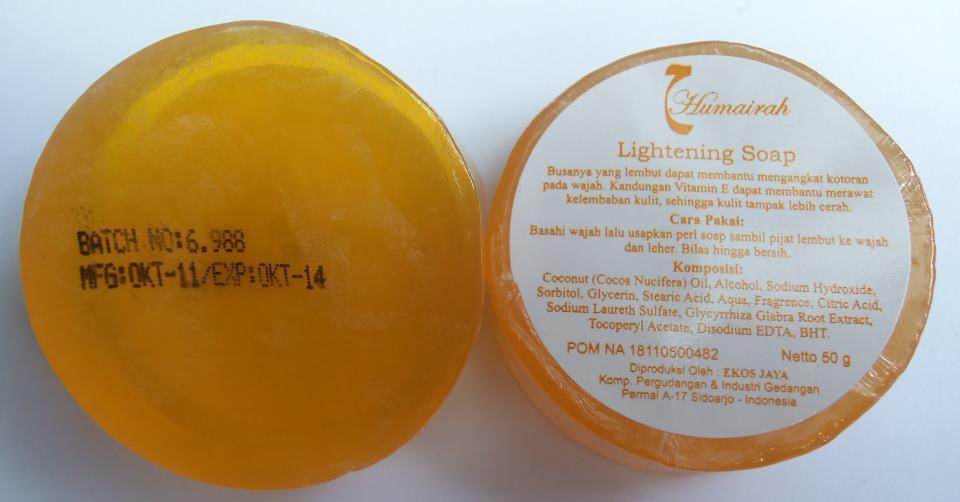 BATCH NO:6.988
MFG:OKT-11/EXP:OKT-14
ح
Humairah
Lightening Soap
Busanya yang lembut dapat membantu mengangkat kotoran
pada wajah. Kandungan Vitamin E dapat membantu merawat
kelembaban kulit, sehingga kulit tampak lebih cerah.
Cara Pakai:
Basahi wajah lalu usapkan perl soap sambil pijat lembut ke wajah
dan leher. Bilas hingga bersih.
Komposisi:
Coconut (Cocos Nucifera) Oil, Alcohol, Sodium Hydroxide,
Sorbitol, Glycerin, Stearic Acid, Aqua, Fragrence, Citric Acid,
Sodium Laureth Sulfate, Glycyrrhiza Giabra Root Extract,
Tocoperyl Acetate, Disodium EDTA, BHT.
POM NA 18110500482 Netto 50 g
Diproduksi Oleh : EKOS JAYA
Komp. Pergudangan & Industri Gedangan
Permai A-17 Sidoarjo - Indonesia